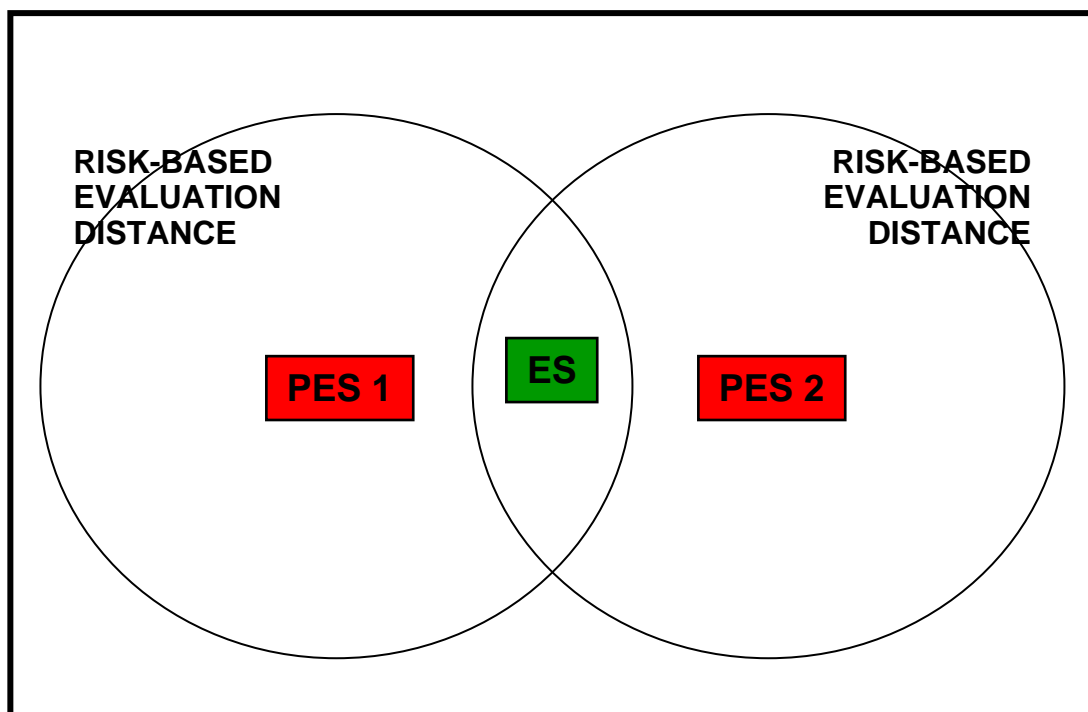 RISK-BASED
EVALUATION
DISTANCE
RISK-BASED
EVALUATION
DISTANCE
PES 1
ES
PES 2